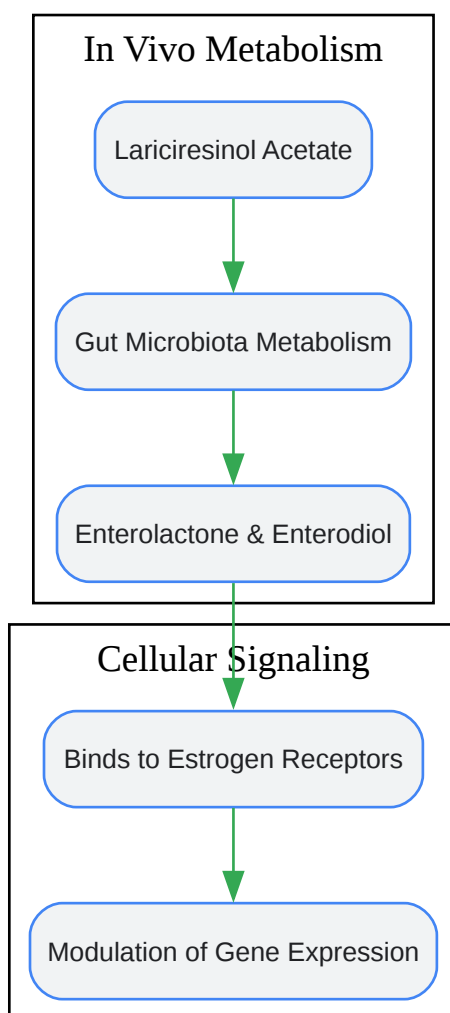 In Vivo Metabolism
Lariciresinol Acetate
Gut Microbiota Metabolism
Enterolactone & Enterodiol
Cellular Signaling
Binds to Estrogen Receptors
Modulation of Gene Expression